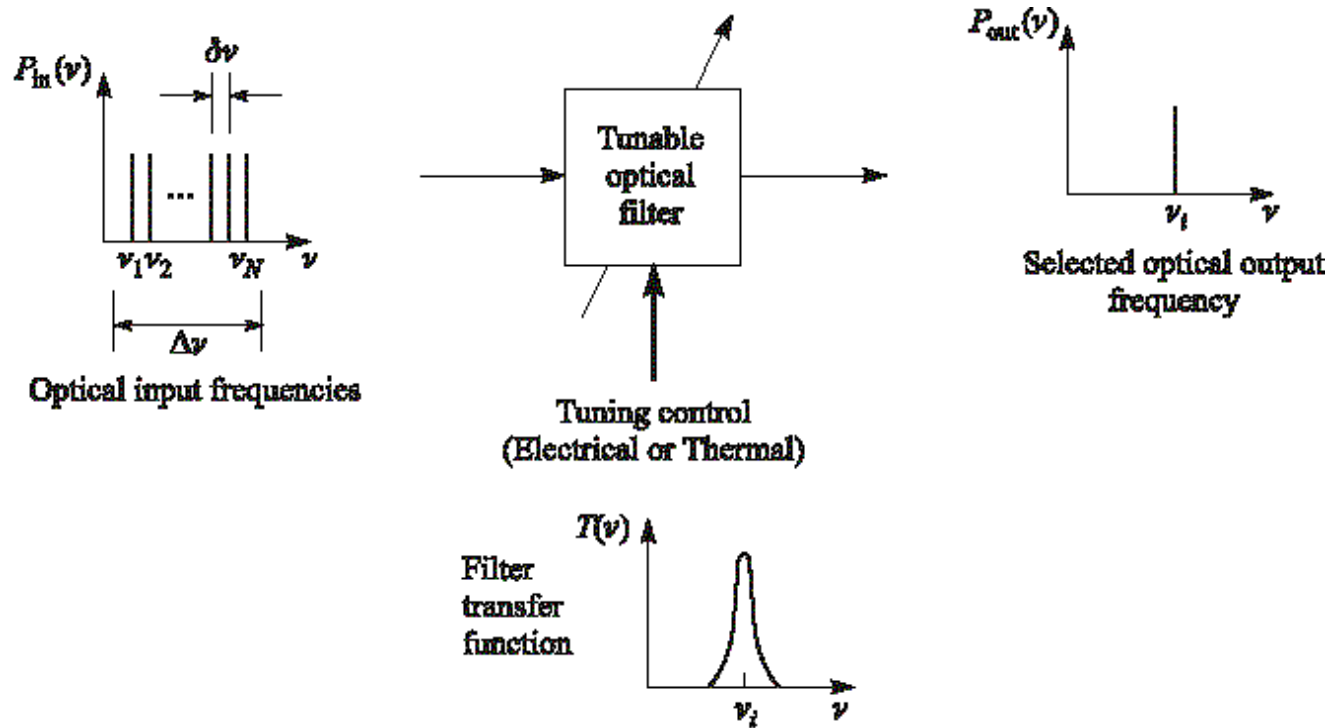 P_in(ν)
δν
...
ν_1 ν_2 ν_N ν
Δν
Optical input frequencies
Tunable
optical
filter
Tuning control
(Electrical or Thermal)
P_out(ν)
ν_i ν
Selected optical output
frequency
T(ν)
Filter
transfer
function
ν_i ν